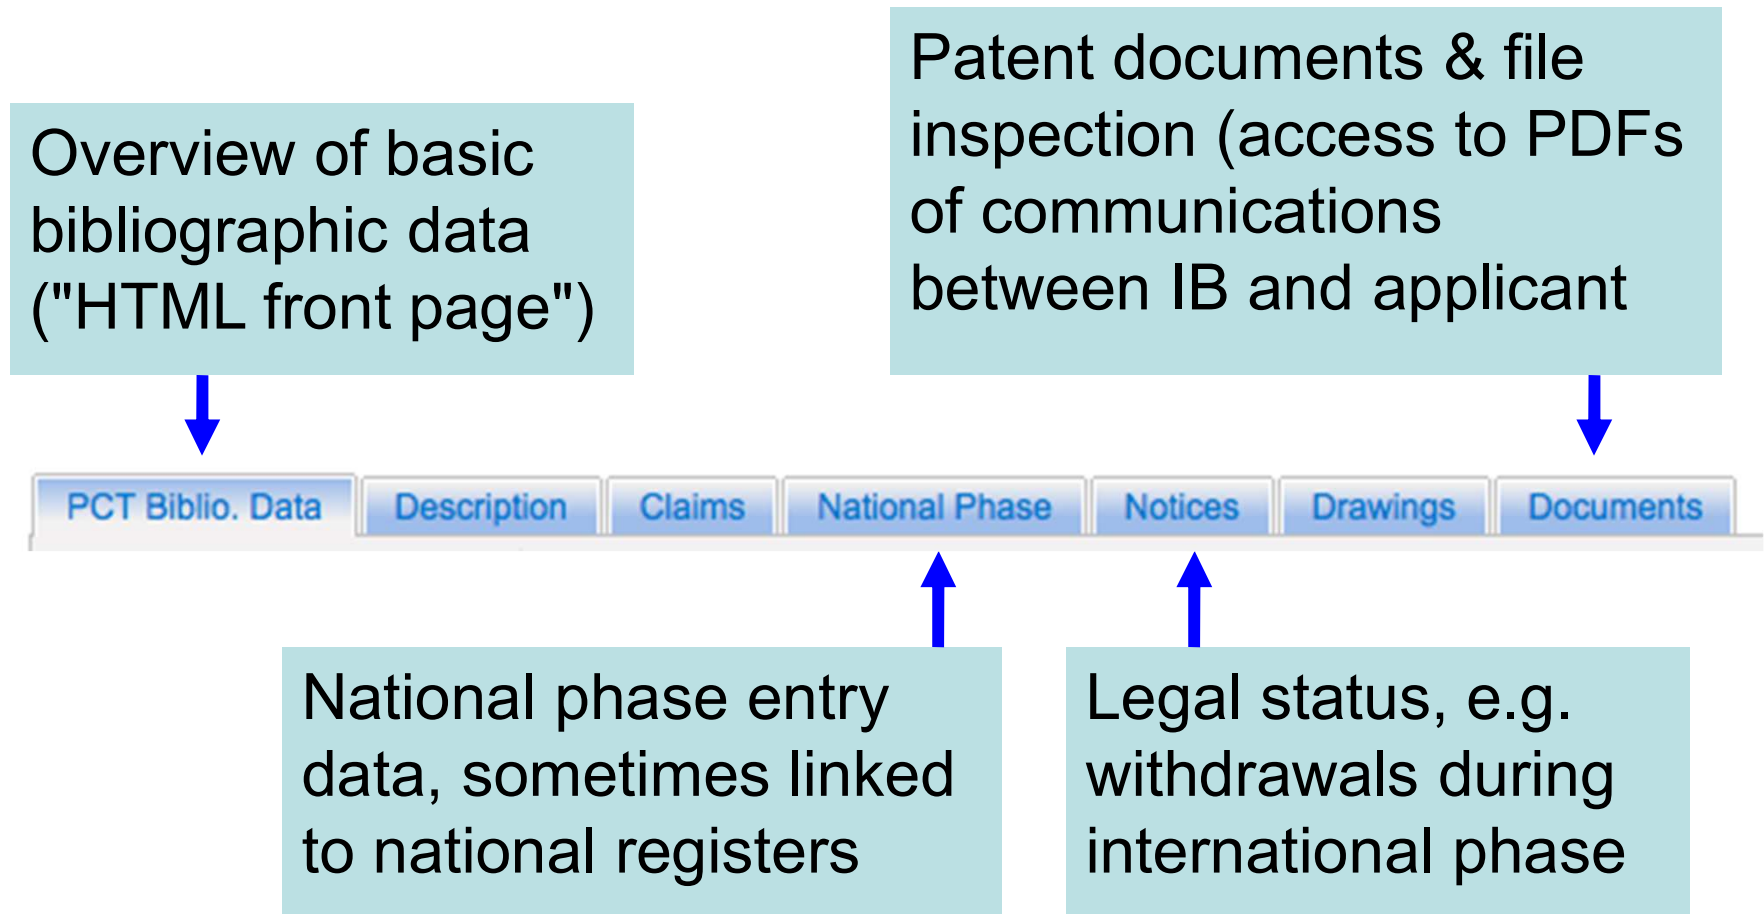 Overview of basic
bibliographic data
("HTML front page")
Patent documents & file
inspection (access to PDFs
of communications
between IB and applicant
PCT Biblio. Data Description Claims National Phase Notices Drawings Documents
National phase entry
data, sometimes linked
to national registers
Legal status, e.g.
withdrawals during
international phase